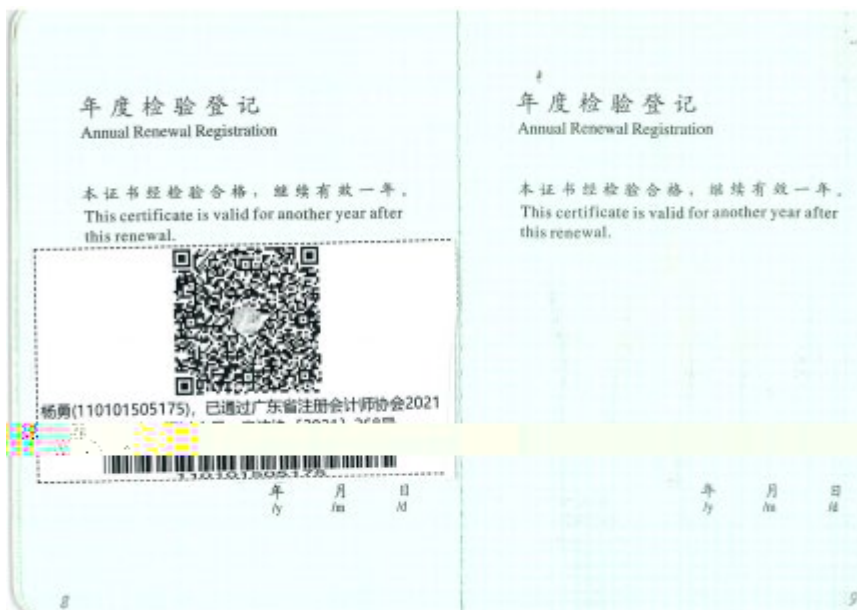 年度检验登记
Annual Renewal Registration
本证书经检验合格，继续有效一年。
This certificate is valid for another year after
this renewal.
杨勇(110101505175)，已通过广东省注册会计师协会2021
110101505175
年 月 日
/y /m /d
8
年度检验登记
Annual Renewal Registration
本证书经检验合格，继续有效一年。
This certificate is valid for another year after
this renewal.
年 月 日
/y /m /d
9